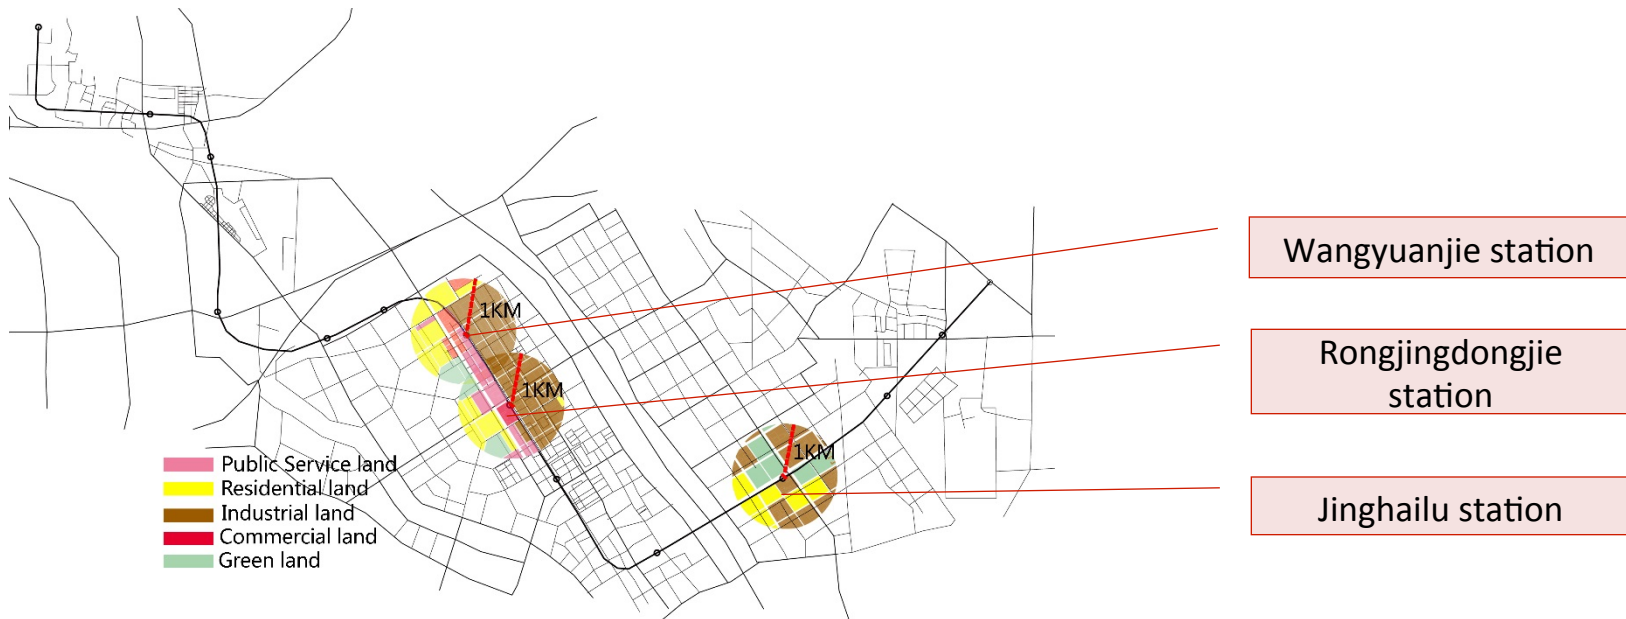 1KM
Wangyuanjie station
1KM
Rongjingdongjie
station
1KM
Public Service land
Residential land
Industrial land
Commercial land
Green land
Jinghailu station